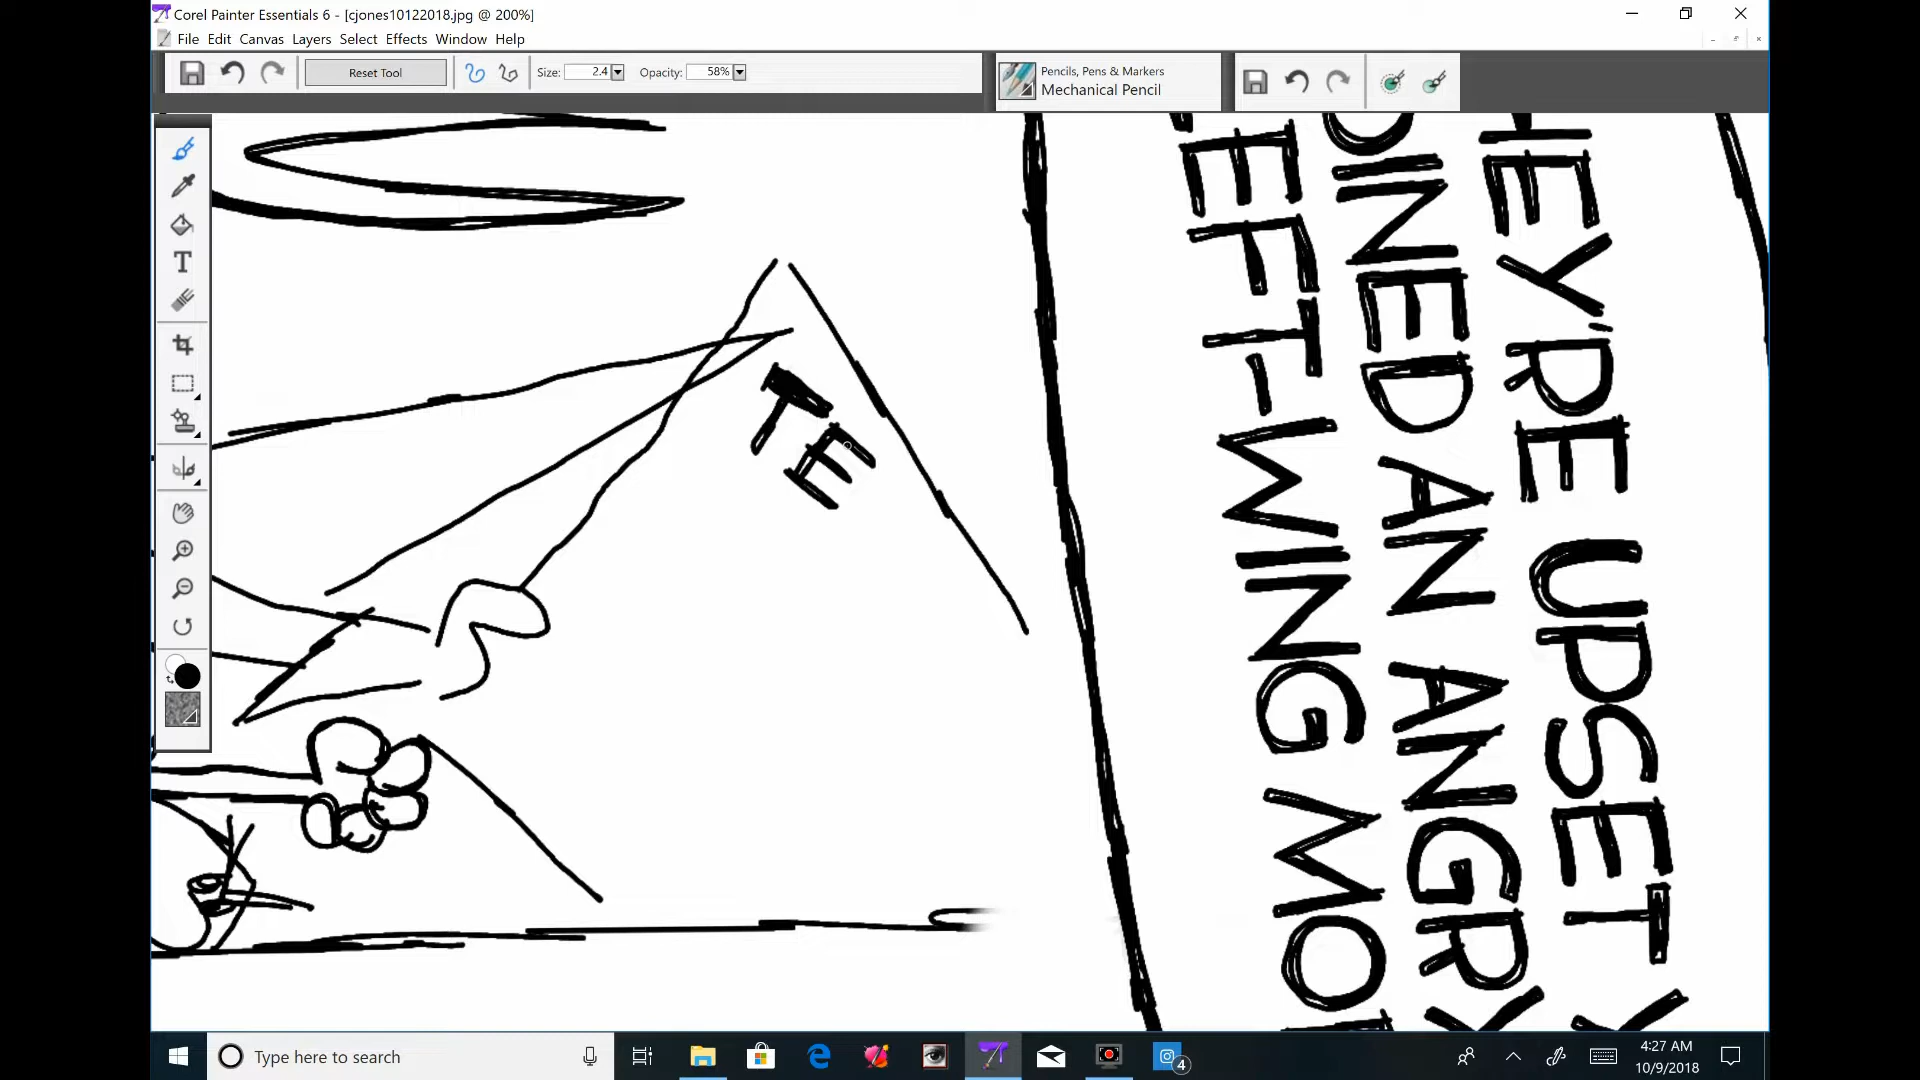 Corel Painter Essentials 6 - [cjones10122018.jpg @ 200%]
File Edit Canvas Layers Select Effects Window Help
Reset Tool
Size: 2.4
Opacity: 58%
Pencils, Pens & Markers
Mechanical Pencil
HEY'RE UPSET Y
OINED AN ANGRY
EFT-WING MO
TE
Type here to search
4
4:27 AM
10/9/2018